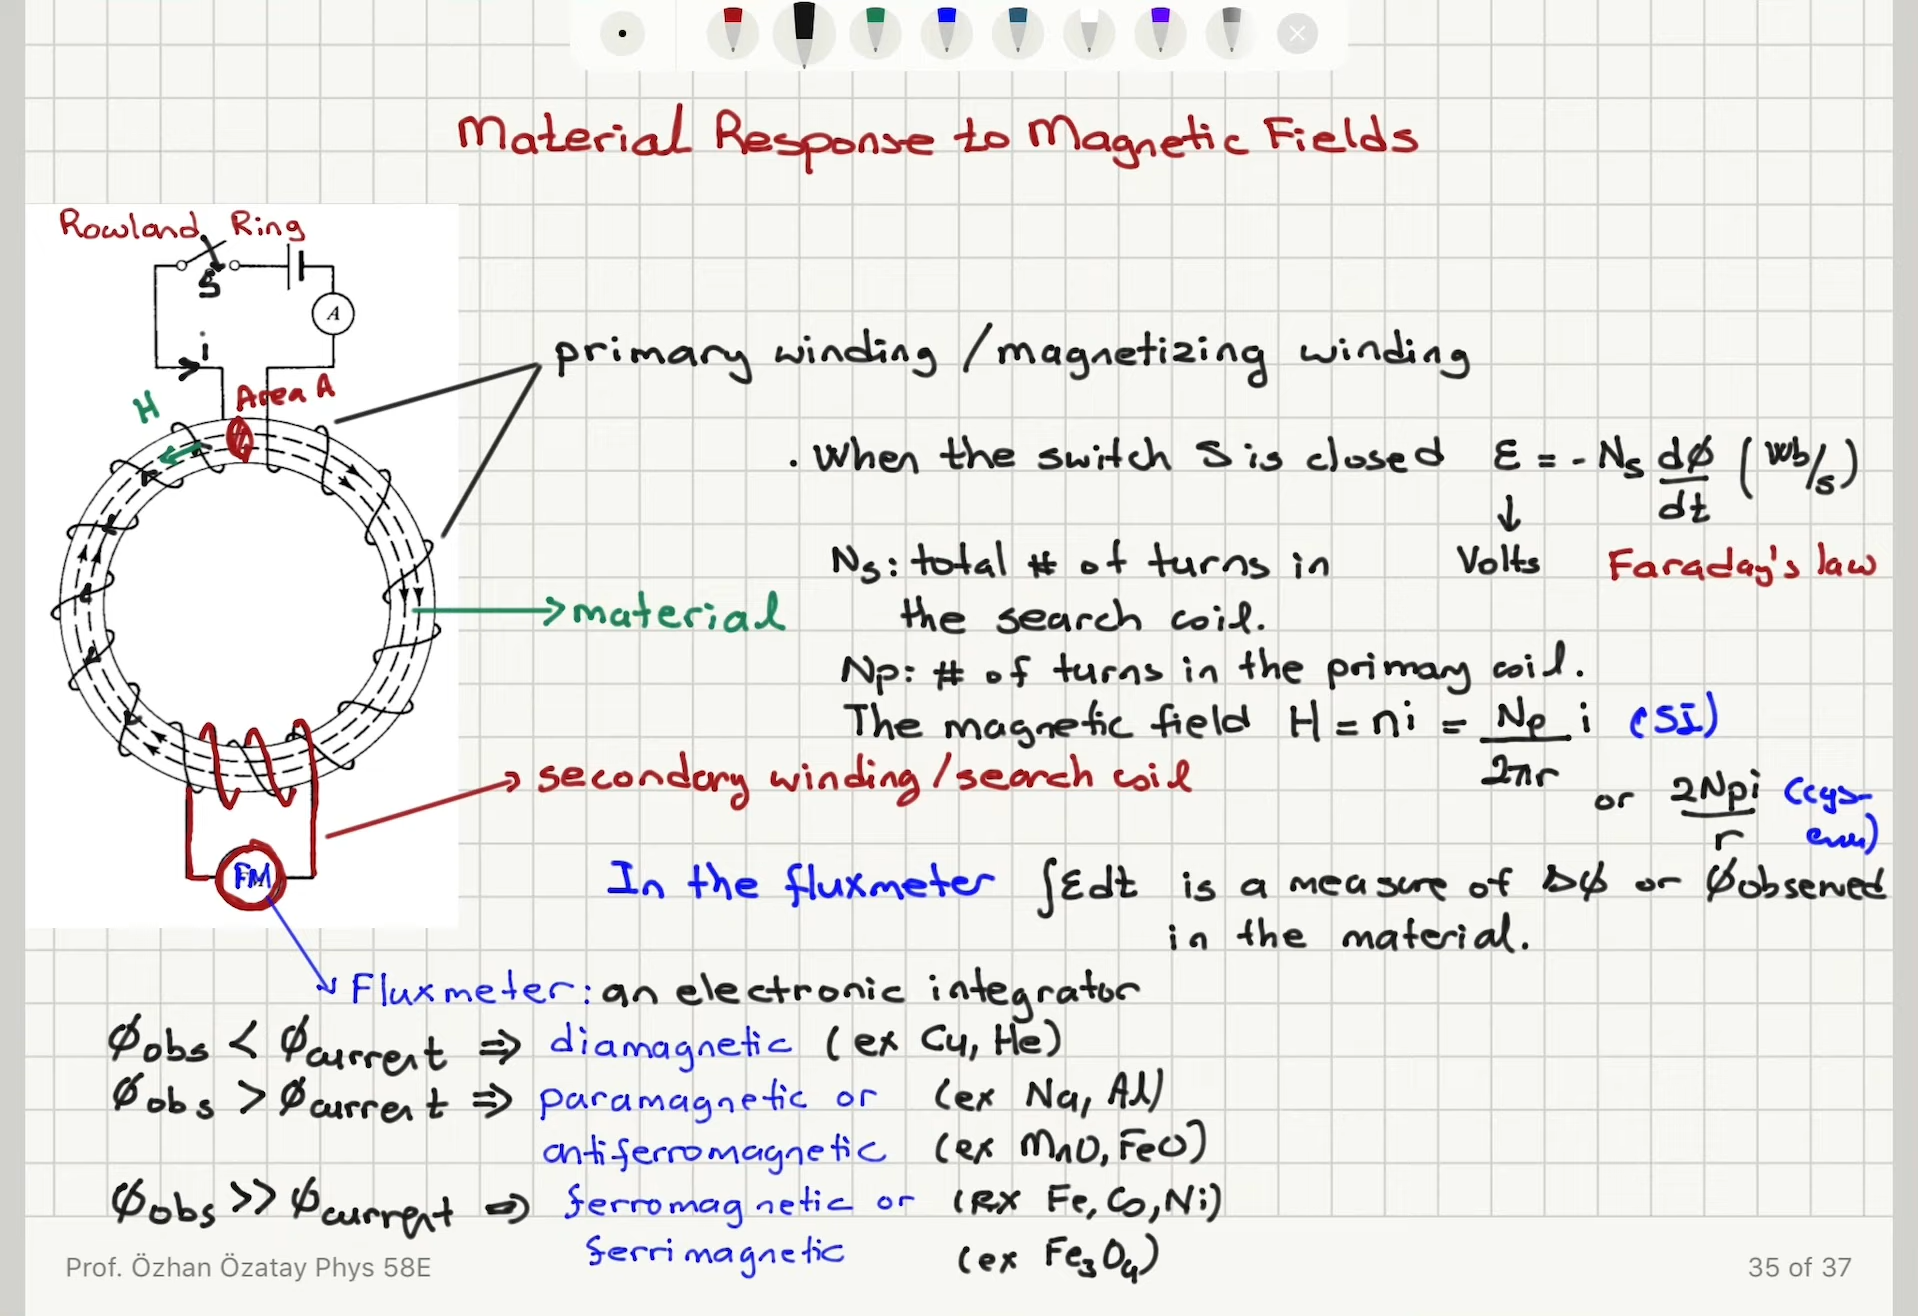 Material Response to Magnetic Fields
Rowland Ring
S
A
i
H
Area A
primary winding / magnetizing winding
. When the switch S is closed ε = - Ns dφ/dt (Wb/s)
↓
Volts
Faraday's law
Ns: total # of turns in
the search coil.
→ material
Np: # of turns in the primary coil.
The magnetic field H = ni = Np/2πr i (SI)
or 2Npi/r (cgs-
emu)
→ secondary winding / search coil
FM
In the fluxmeter ∫εdt is a measure of Δφ or φobserved
in the material.
Fluxmeter: an electronic integrator
φobs < φcurrent ⇒ diamagnetic (ex Cu, He)
φobs > φcurrent ⇒ paramagnetic or (ex Na, Al)
antiferromagnetic (ex MnO, FeO)
φobs >> φcurrent ⇒ ferromagnetic or (ex Fe, Co, Ni)
ferrimagnetic (ex Fe₃O₄)
Prof. Özhan Özatay Phys 58E
35 of 37